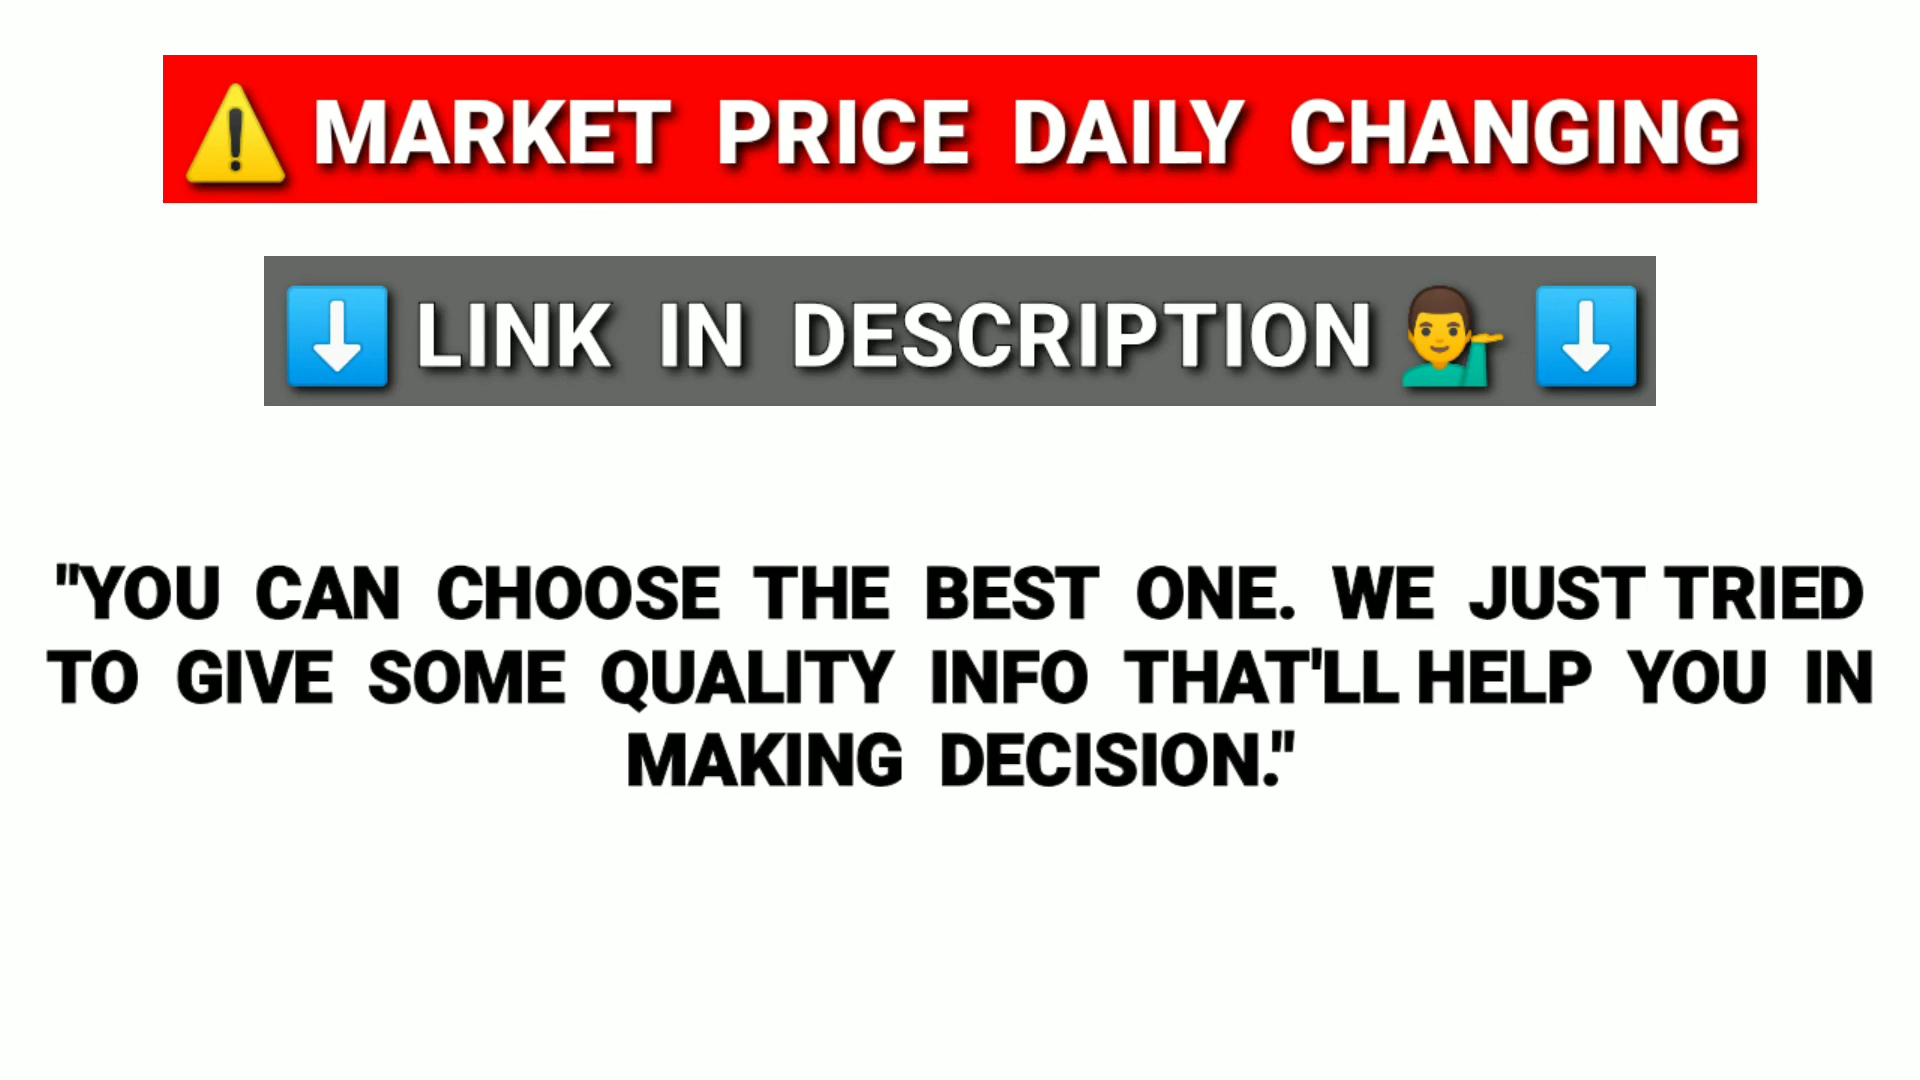 ⚠️ MARKET PRICE DAILY CHANGING
⬇️ LINK IN DESCRIPTION 💁‍♂️ ⬇️
"YOU CAN CHOOSE THE BEST ONE. WE JUST TRIED
TO GIVE SOME QUALITY INFO THAT'LL HELP YOU IN
MAKING DECISION."